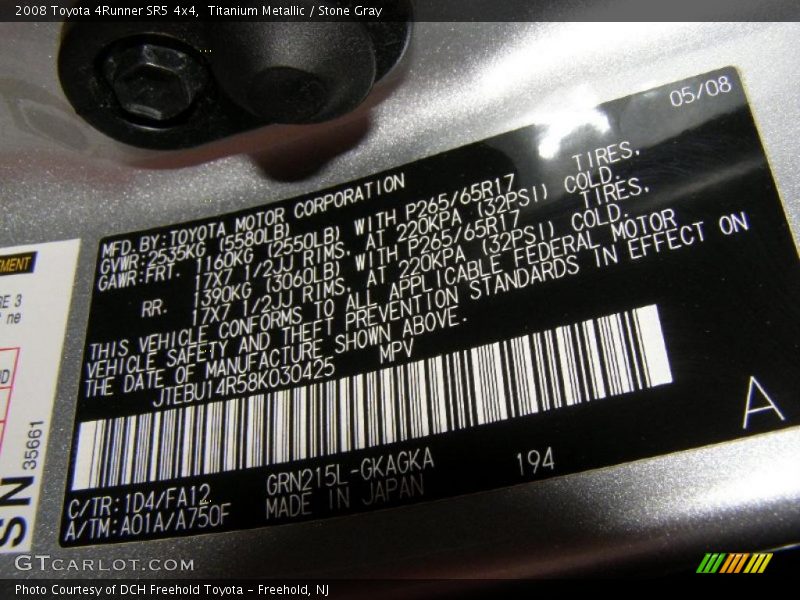 2008 Toyota 4Runner SR5 4x4, Titanium Metallic / Stone Gray
05/08
MFD.BY:TOYOTA MOTOR CORPORATION
GVWR:2535KG (5580LB)
GAWR:FRT. 1160KG (2550LB) WITH P265/65R17 TIRES,
17X7 1/2JJ RIMS, AT 220KPA (32PSI) COLD.
RR. 1390KG (3060LB) WITH P265/65R17 TIRES,
17X7 1/2JJ RIMS, AT 220KPA (32PSI) COLD.
THIS VEHICLE CONFORMS TO ALL APPLICABLE FEDERAL MOTOR
VEHICLE SAFETY AND THEFT PREVENTION STANDARDS IN EFFECT ON
THE DATE OF MANUFACTURE SHOWN ABOVE.
JTEBU14R58K030425 MPV
A
C/TR:1D4/FA12 GRN215L-GKAGKA 194
A/TM:A01A/A750F MADE IN JAPAN
EMENT
RE 3
ne
35661
SN
GTCARLOT.COM
Photo Courtesy of DCH Freehold Toyota - Freehold, NJ